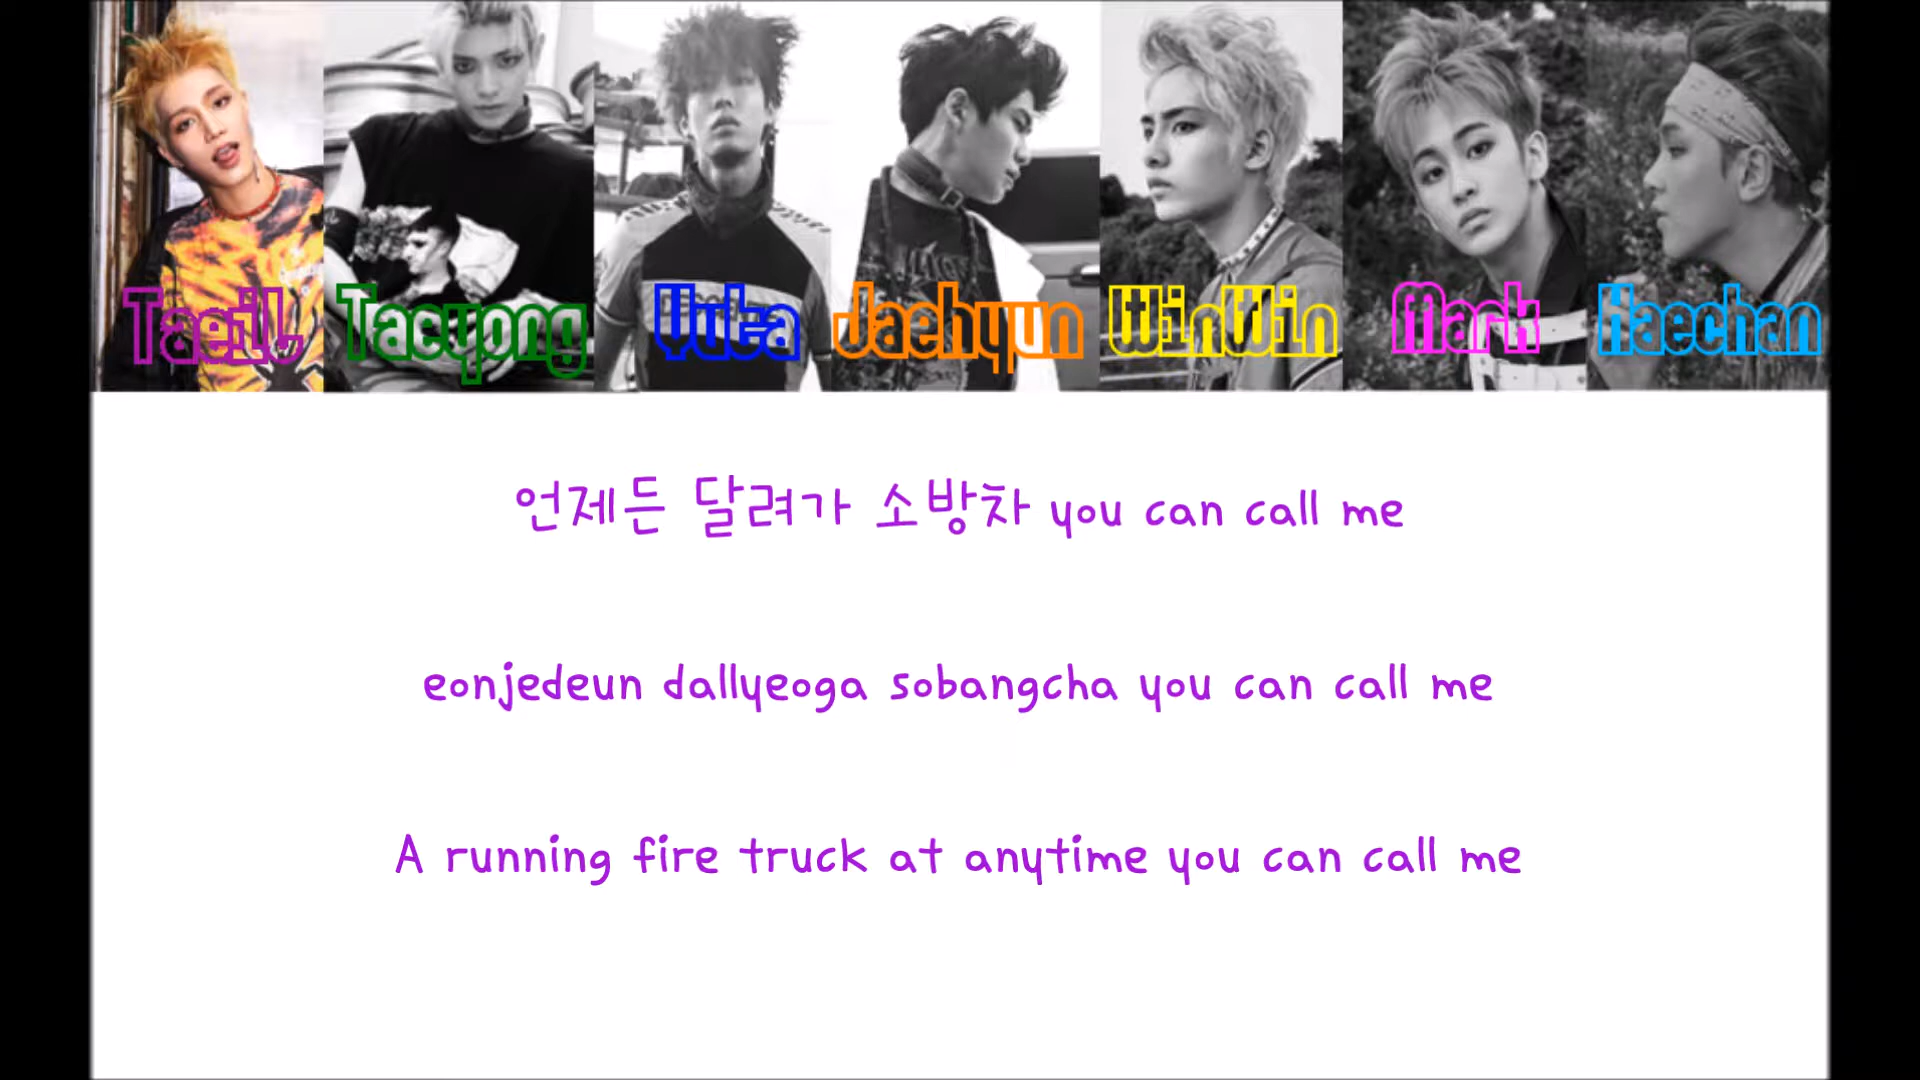 Taeil Taeyong Yuta Jaehyun WinWin Mark Haechan
언제든 달려가 소방차 you can call me
eonjedeun dallyeoga sobangcha you can call me
A running fire truck at anytime you can call me